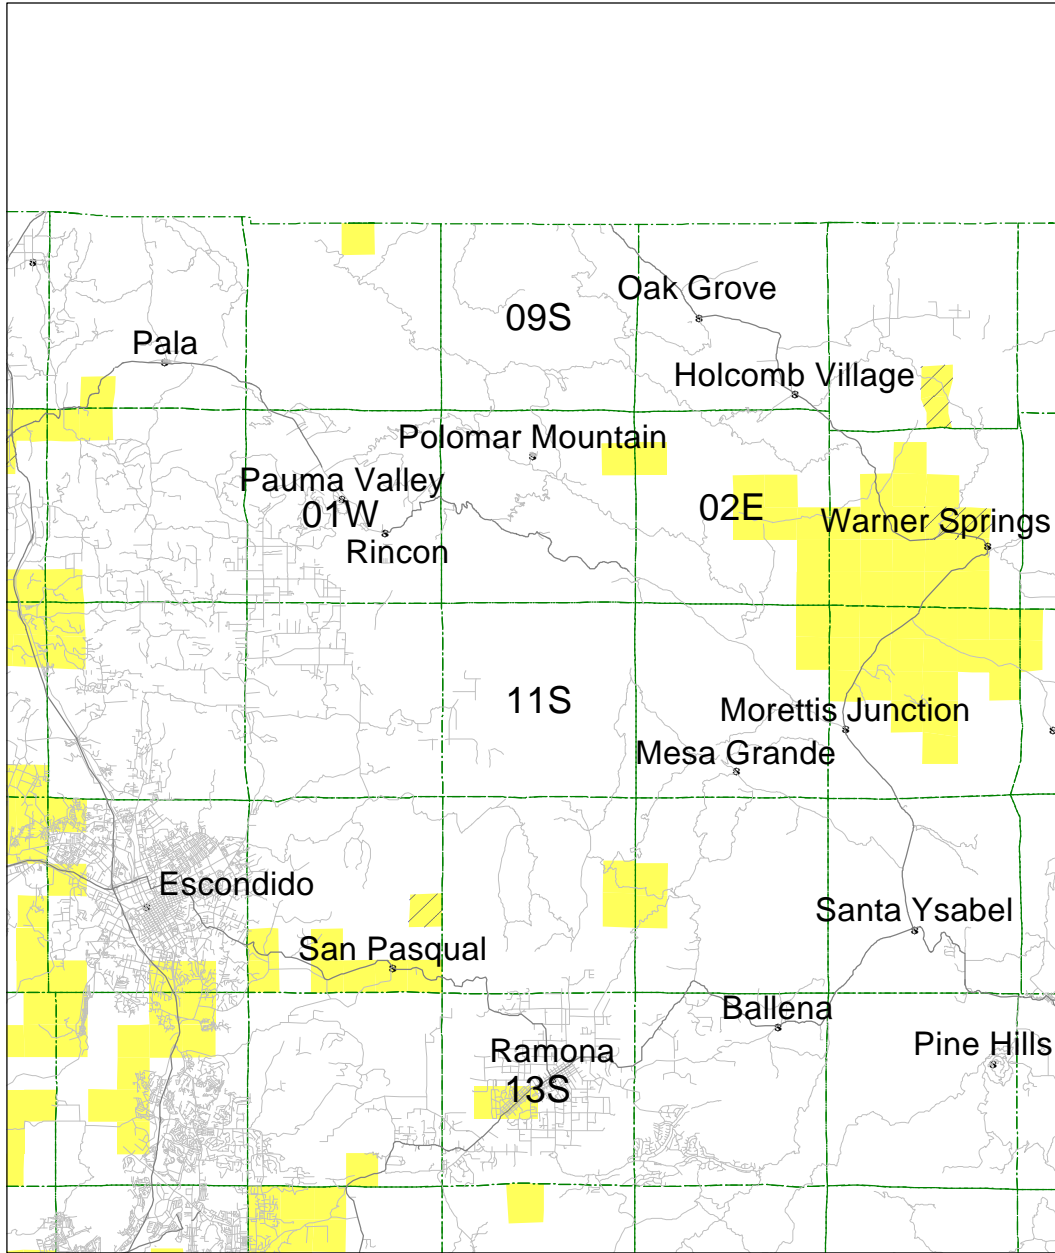 Oak Grove
09S
Pala
Holcomb Village
Polomar Mountain
Pauma Valley
02E
01W
Warner Springs
Rincon
11S
Morettis Junction
Mesa Grande
Escondido
Santa Ysabel
San Pasqual
Ballena
Ramona
Pine Hills
13S